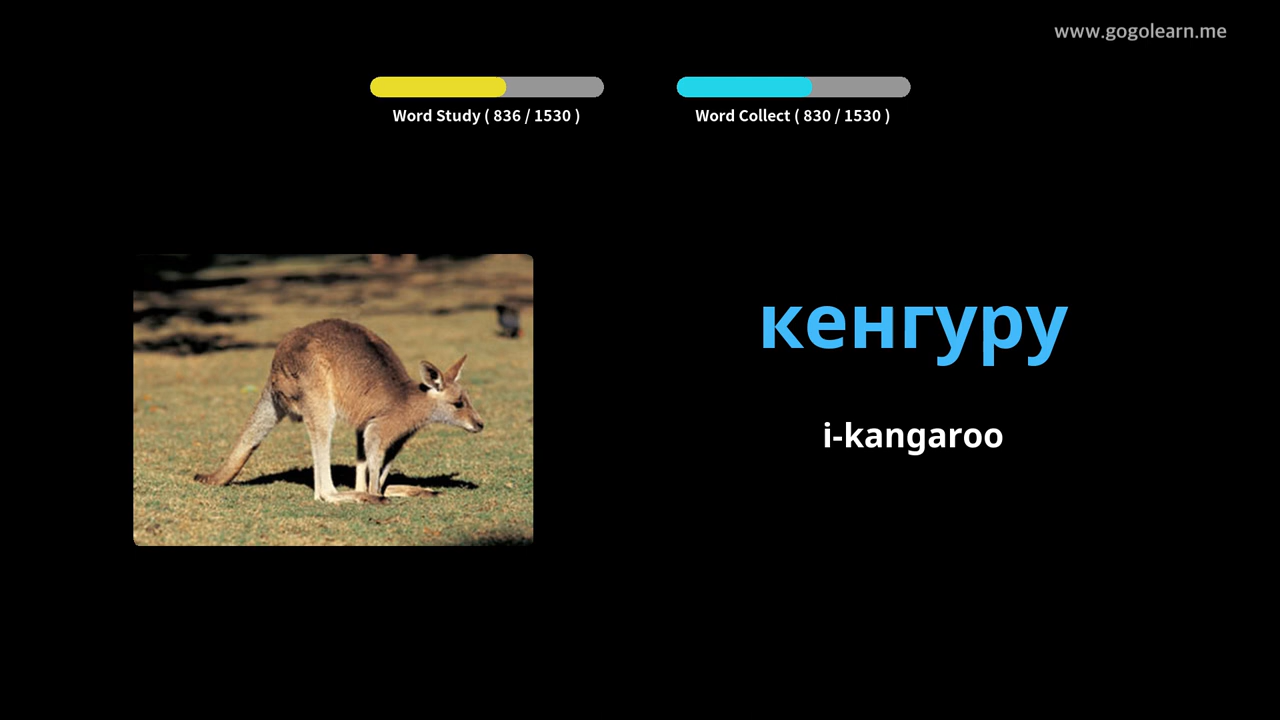 www.gogolearn.me
Word Study ( 836 / 1530 )
Word Collect ( 830 / 1530 )
кенгуру
i-kangaroo